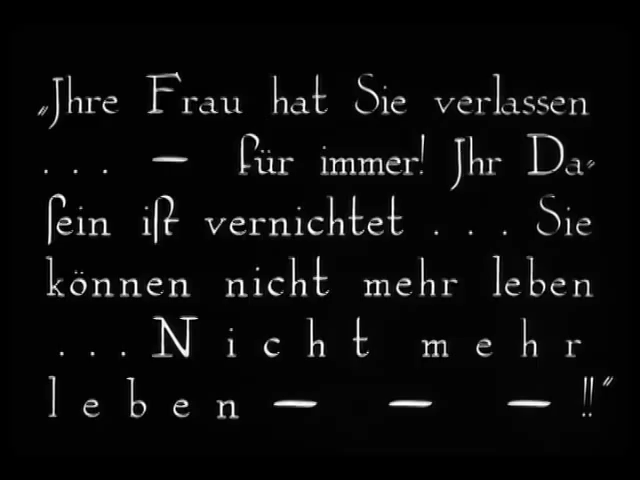 „Jhre Frau hat Sie verlassen
. . . — für immer! Jhr Da⸗
ſein iſt vernichtet . . . Sie
können nicht mehr leben
. . . N i c h t m e h r
l e b e n — — — !!"